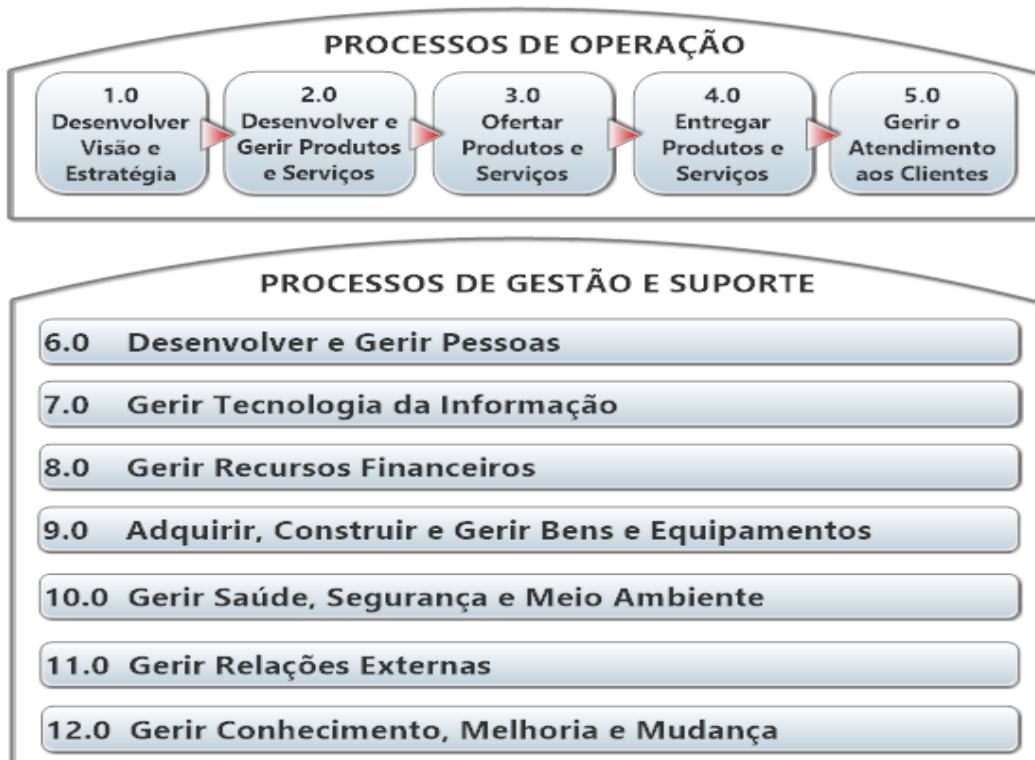 PROCESSOS DE OPERAÇÃO
1.0
Desenvolver
Visão e
Estratégia
2.0
Desenvolver e
Gerir Produtos
e Serviços
3.0
Ofertar
Produtos e
Serviços
4.0
Entregar
Produtos e
Serviços
5.0
Gerir o
Atendimento
aos Clientes
PROCESSOS DE GESTÃO E SUPORTE
6.0 Desenvolver e Gerir Pessoas
7.0 Gerir Tecnologia da Informação
8.0 Gerir Recursos Financeiros
9.0 Adquirir, Construir e Gerir Bens e Equipamentos
10.0 Gerir Saúde, Segurança e Meio Ambiente
11.0 Gerir Relações Externas
12.0 Gerir Conhecimento, Melhoria e Mudança